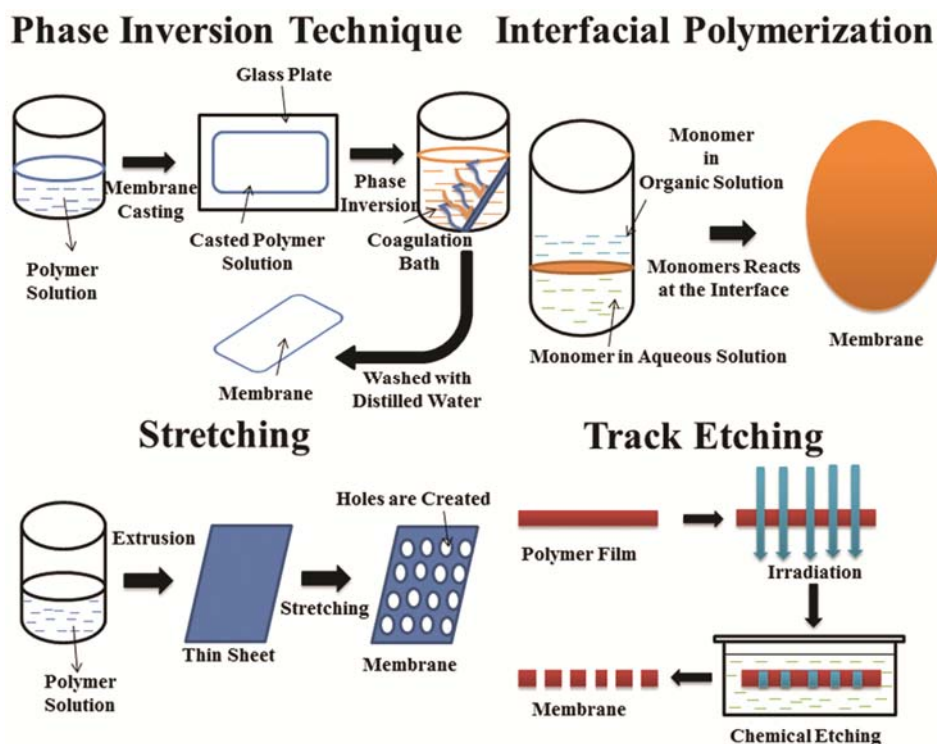 Phase Inversion Technique
Glass Plate
Membrane
Casting
Polymer
Solution
Casted Polymer
Solution
Phase
Inversion
Coagulation
Bath
Membrane
Washed with
Distilled Water
Interfacial Polymerization
Monomer
in
Organic Solution
Monomers Reacts
at the Interface
Monomer in Aqueous Solution
Membrane
Stretching
Extrusion
Polymer
Solution
Thin Sheet
Stretching
Holes are Created
Membrane
Track Etching
Polymer Film
Irradiation
Chemical Etching
Membrane